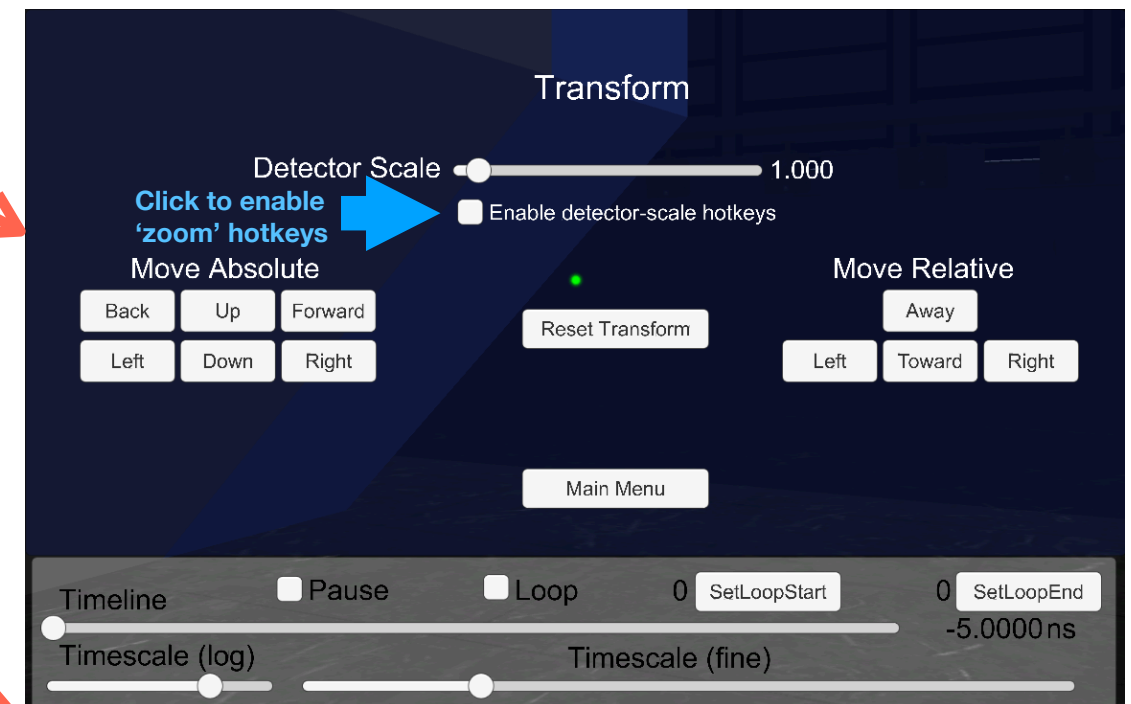 Transform
Detector Scale 1.000
Click to enable
‘zoom’ hotkeys
Enable detector-scale hotkeys
Move Absolute
Back Up Forward
Left Down Right
Reset Transform
Move Relative
Away
Left Toward Right
Main Menu
Timeline Pause Loop 0 SetLoopStart 0 SetLoopEnd
-5.0000ns
Timescale (log) Timescale (fine)